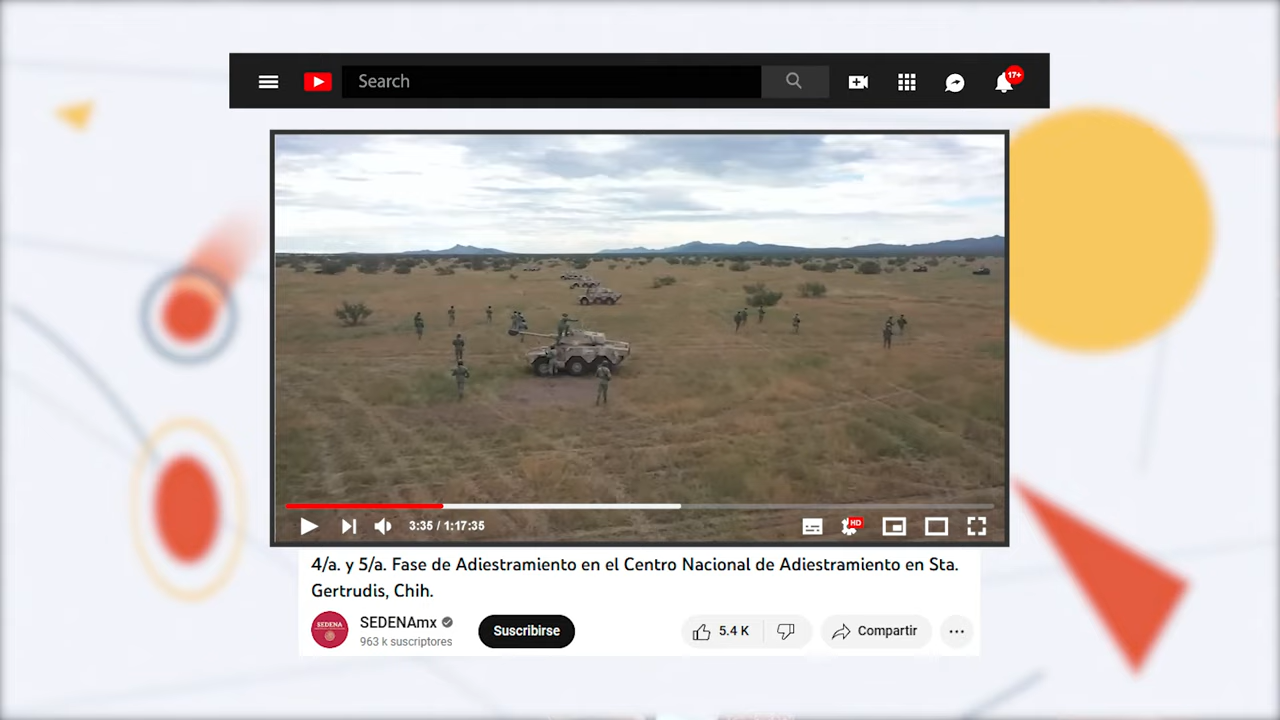 Search
17+
3:35 / 1:17:35
HD
4/a. y 5/a. Fase de Adiestramiento en el Centro Nacional de Adiestramiento en Sta.
Gertrudis, Chih.
SEDENA
SEDENAmx
963 k suscriptores
Suscribirse
5.4 K
Compartir